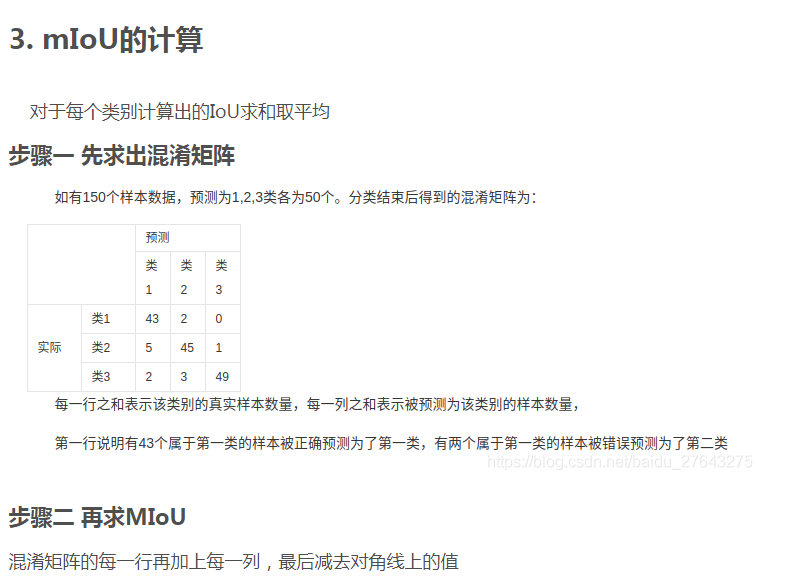 3. mIoU的计算
对于每个类别计算出的IoU求和取平均
步骤一 先求出混淆矩阵
如有150个样本数据，预测为1,2,3类各为50个。分类结束后得到的混淆矩阵为：
预测
类1 类2 类3
实际
类1 43 2 0
类2 5 45 1
类3 2 3 49
每一行之和表示该类别的真实样本数量，每一列之和表示被预测为该类别的样本数量，
第一行说明有43个属于第一类的样本被正确预测为了第一类，有两个属于第一类的样本被错误预测为了第二类
https://blog.csdn.net/baidu_27643275
步骤二 再求MIoU
混淆矩阵的每一行再加上每一列，最后减去对角线上的值